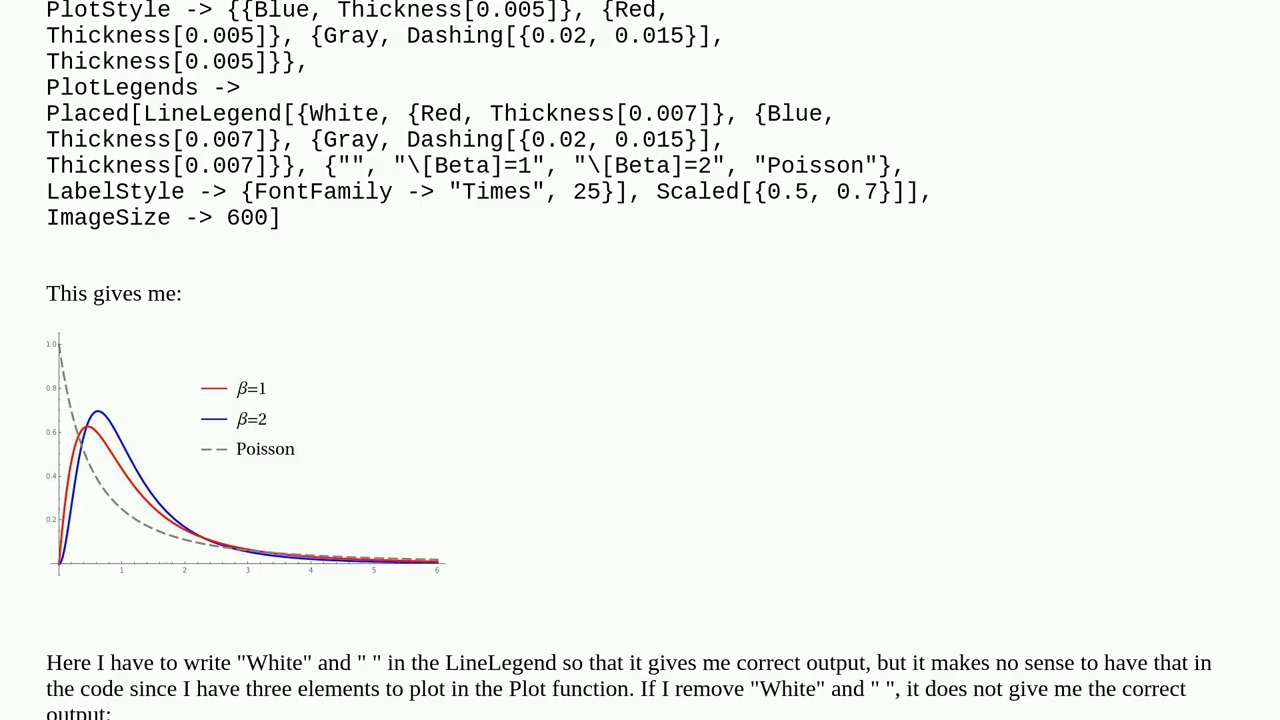 PlotStyle -> {{Blue, Thickness[0.005]}, {Red,
Thickness[0.005]}, {Gray, Dashing[{0.02, 0.015}],
Thickness[0.005]}},
PlotLegends ->
Placed[LineLegend[{White, {Red, Thickness[0.007]}, {Blue,
Thickness[0.007]}, {Gray, Dashing[{0.02, 0.015}],
Thickness[0.007]}}, {"", "\[Beta]=1", "\[Beta]=2", "Poisson"},
LabelStyle -> {FontFamily -> "Times", 25}], Scaled[{0.5, 0.7}]],
ImageSize -> 600]
This gives me:
1.0
0.8
0.6
0.4
0.2
β=1
β=2
Poisson
1 2 3 4 5 6
Here I have to write "White" and " " in the LineLegend so that it gives me correct output, but it makes no sense to have that in
the code since I have three elements to plot in the Plot function. If I remove "White" and " ", it does not give me the correct
output: